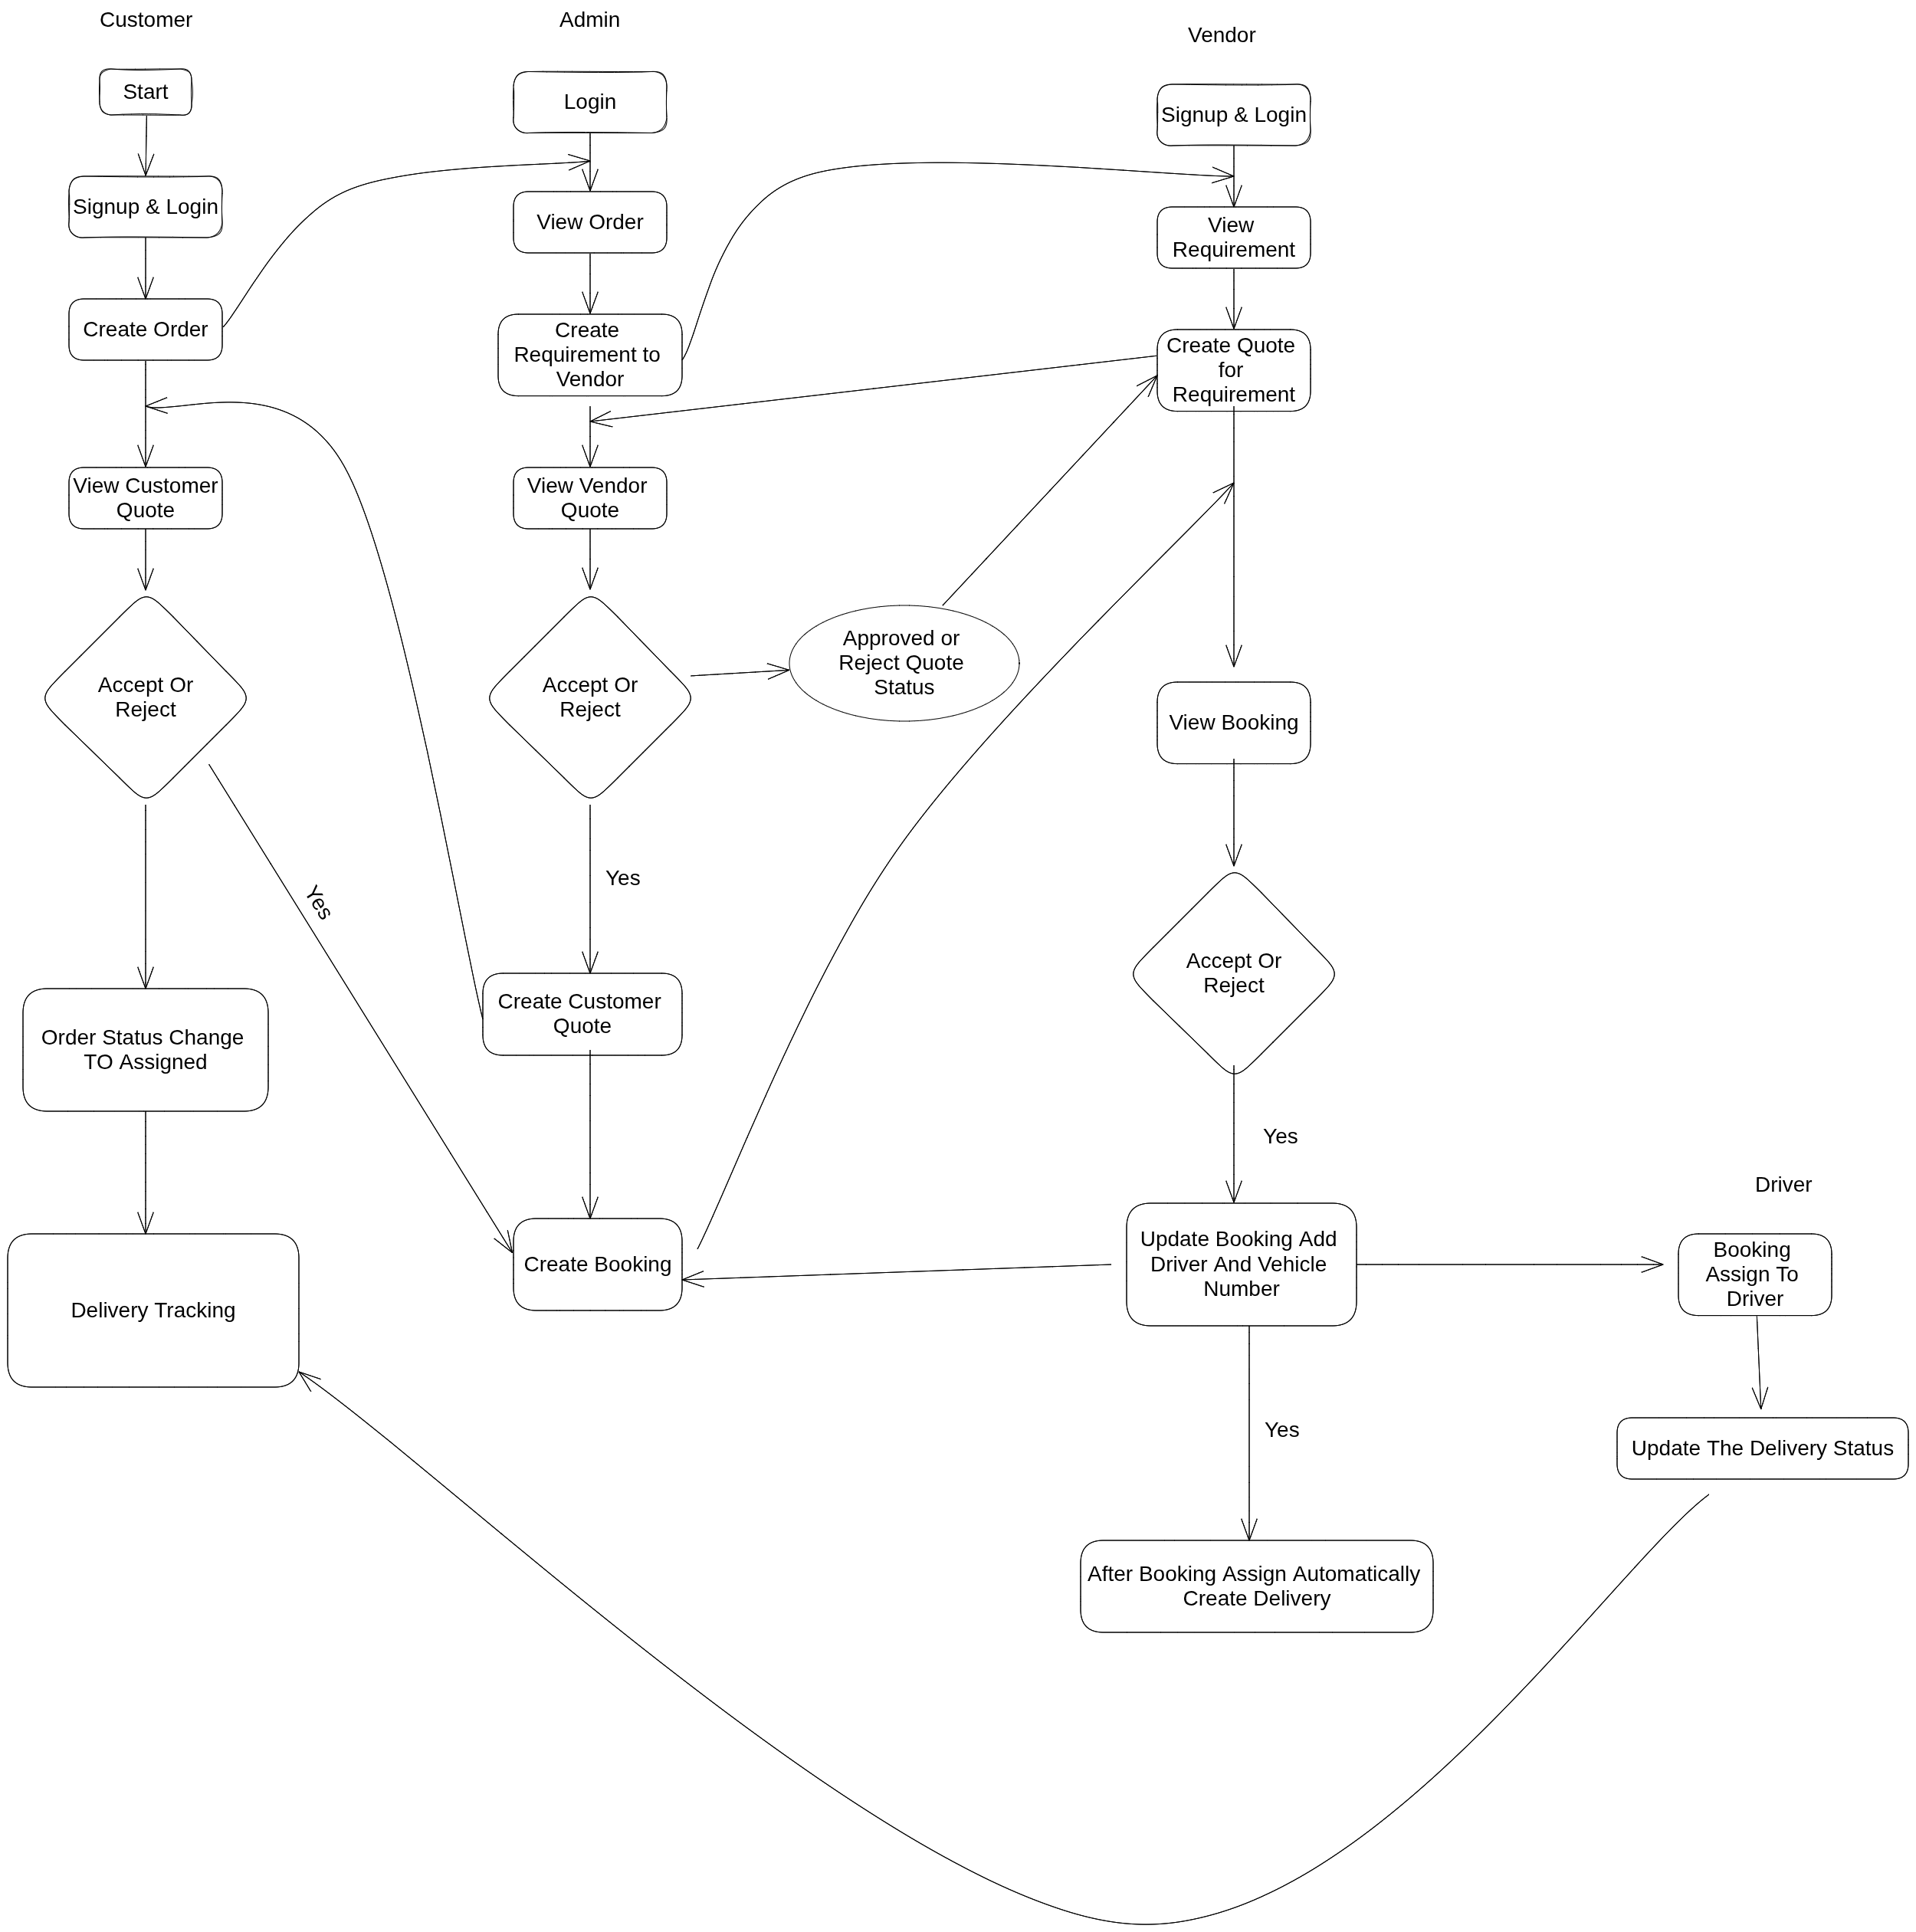 Customer
Admin
Vendor
Start
Login
Signup & Login
Signup & Login
View Order
View
Requirement
Create Order
Create
Requirement to
Vendor
Create Quote
for
Requirement
View Customer
Quote
View Vendor
Quote
Accept Or
Reject
Accept Or
Reject
Approved or
Reject Quote
Status
View Booking
Yes
Yes
Accept Or
Reject
Order Status Change
TO Assigned
Create Customer
Quote
Yes
Driver
Delivery Tracking
Create Booking
Update Booking Add
Driver And Vehicle
Number
Booking
Assign To
Driver
Yes
Update The Delivery Status
After Booking Assign Automatically
Create Delivery